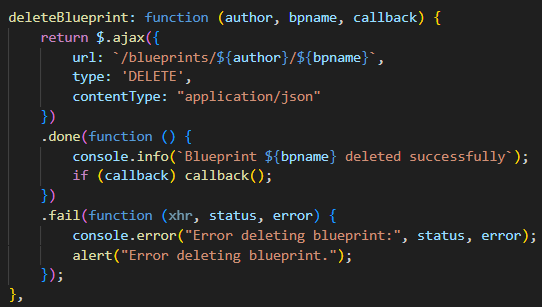 deleteBlueprint: function (author, bpname, callback) {
    return $.ajax({
        url: `/blueprints/${author}/${bpname}`,
        type: 'DELETE',
        contentType: "application/json"
    })
    .done(function () {
        console.info(`Blueprint ${bpname} deleted successfully`);
        if (callback) callback();
    })
    .fail(function (xhr, status, error) {
        console.error("Error deleting blueprint:", status, error);
        alert("Error deleting blueprint.");
    });
},